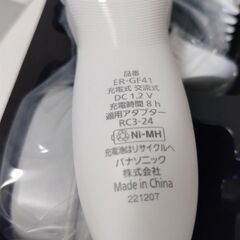 品番
ER-GF41
充電式 交流式
DC 1.2 V
充電時間 8 h
適用アダプター
RC3-24
Ni-MH
充電池はリサイクルへ
パナソニック
株式会社
Made in China
221207